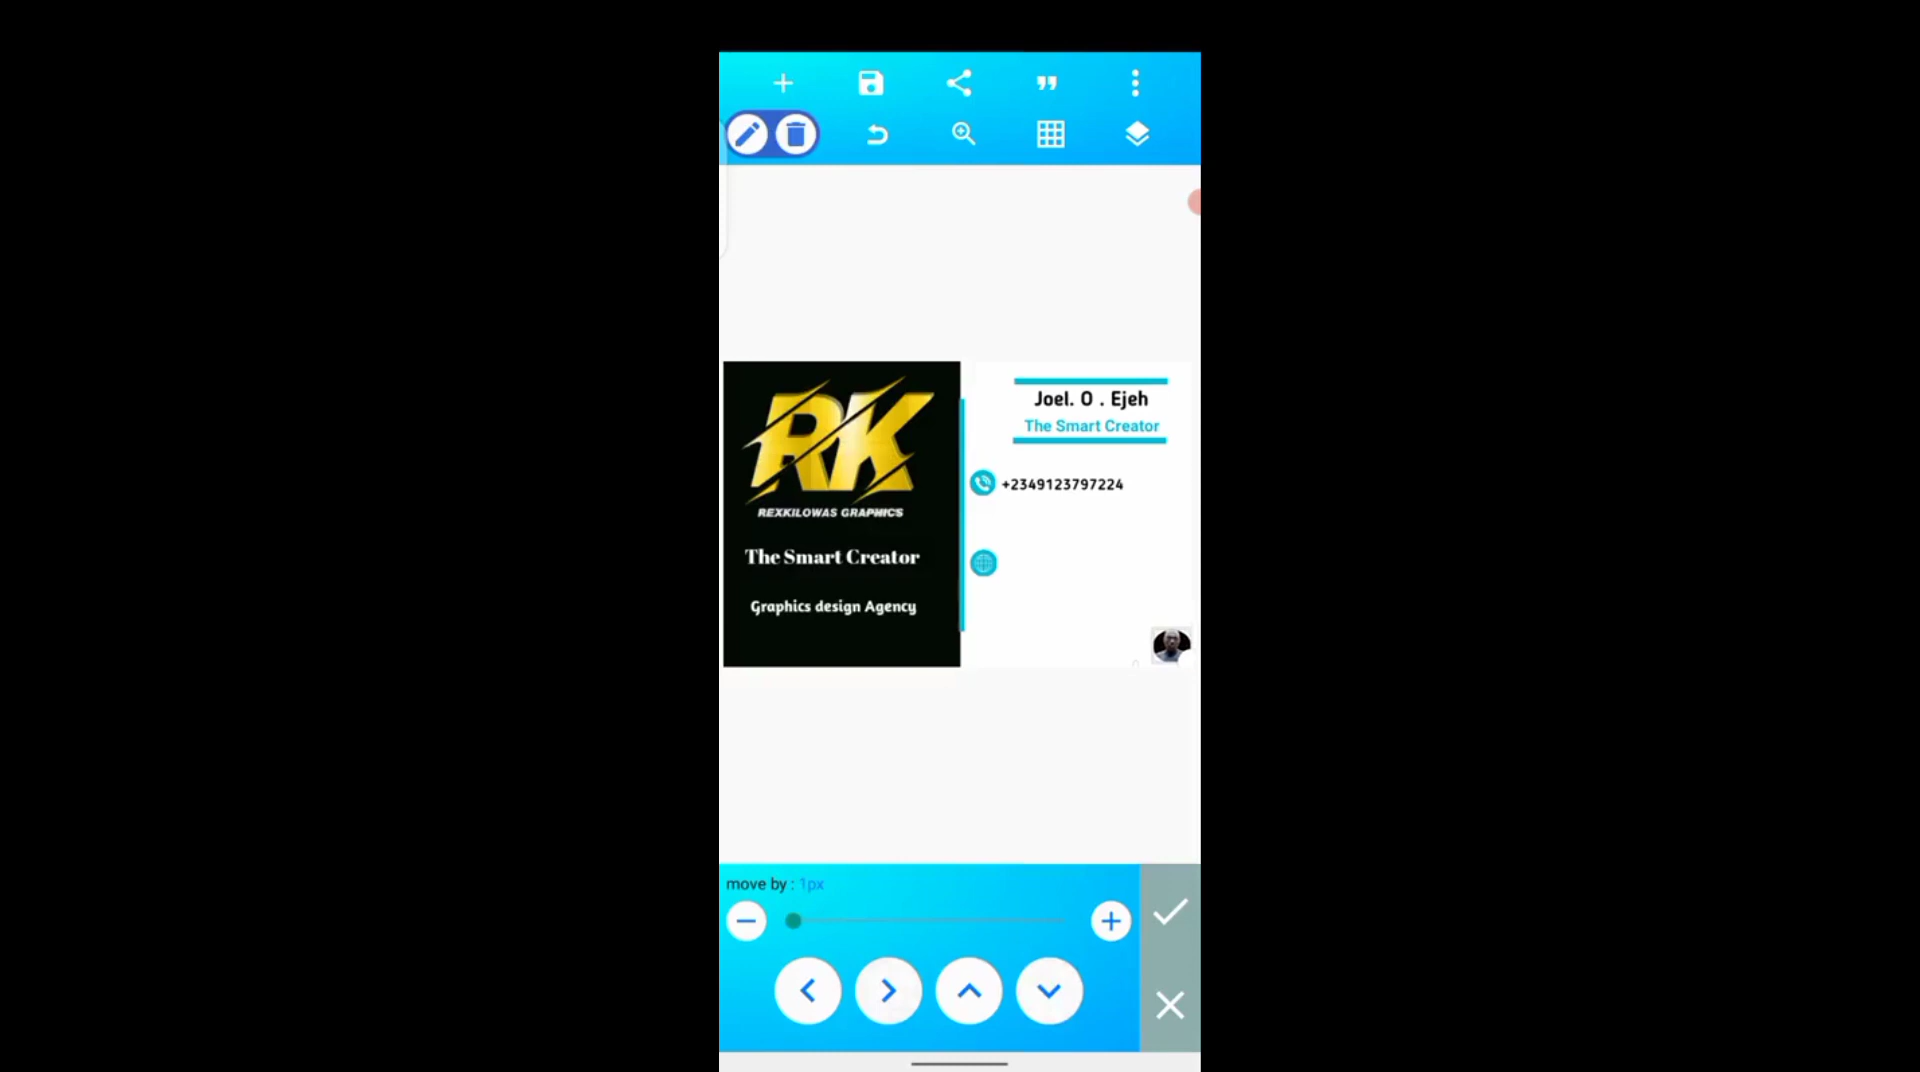 RK
REXKILOWAS GRAPHICS
The Smart Creator
Graphics design Agency
Joel. O . Ejeh
The Smart Creator
+2349123797224
move by : 1px